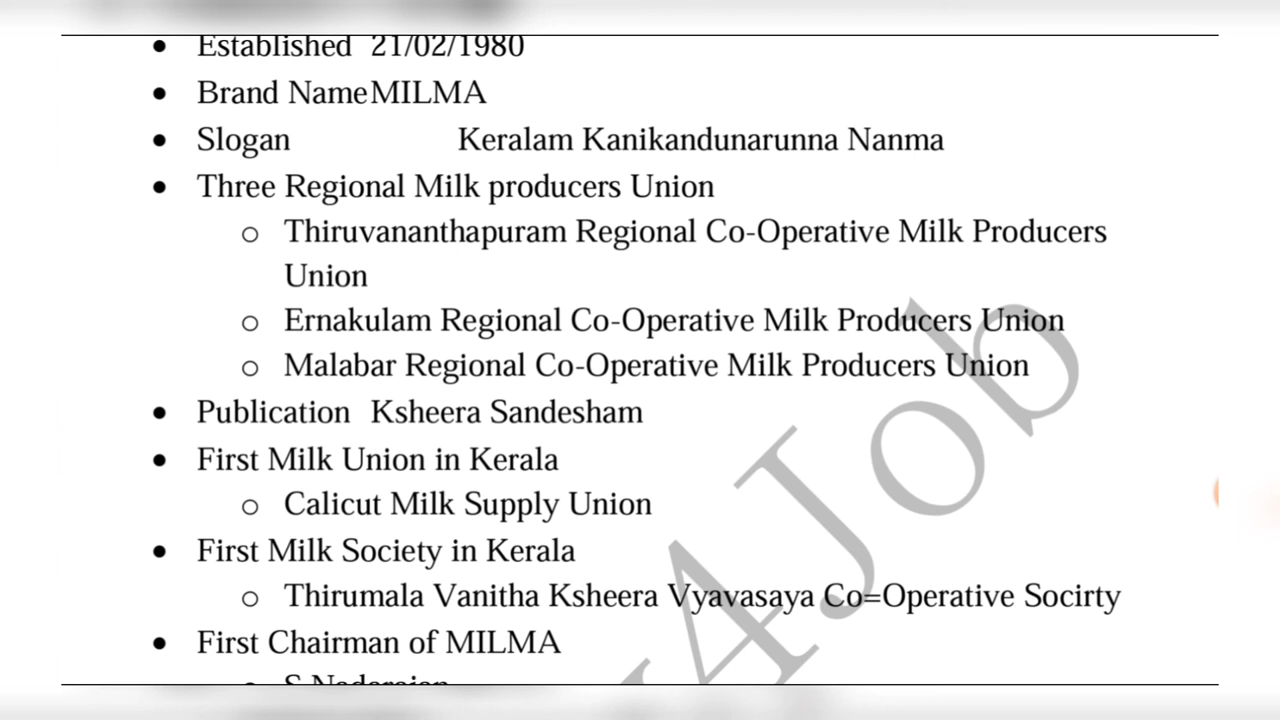 • Established 21/02/1980
• Brand Name MILMA
• Slogan Keralam Kanikandunarunna Nanma
• Three Regional Milk producers Union
o Thiruvananthapuram Regional Co-Operative Milk Producers
Union
o Ernakulam Regional Co-Operative Milk Producers Union
o Malabar Regional Co-Operative Milk Producers Union
• Publication Ksheera Sandesham
• First Milk Union in Kerala
o Calicut Milk Supply Union
• First Milk Society in Kerala
o Thirumala Vanitha Ksheera Vyavasaya Co=Operative Socirty
• First Chairman of MILMA
4Job